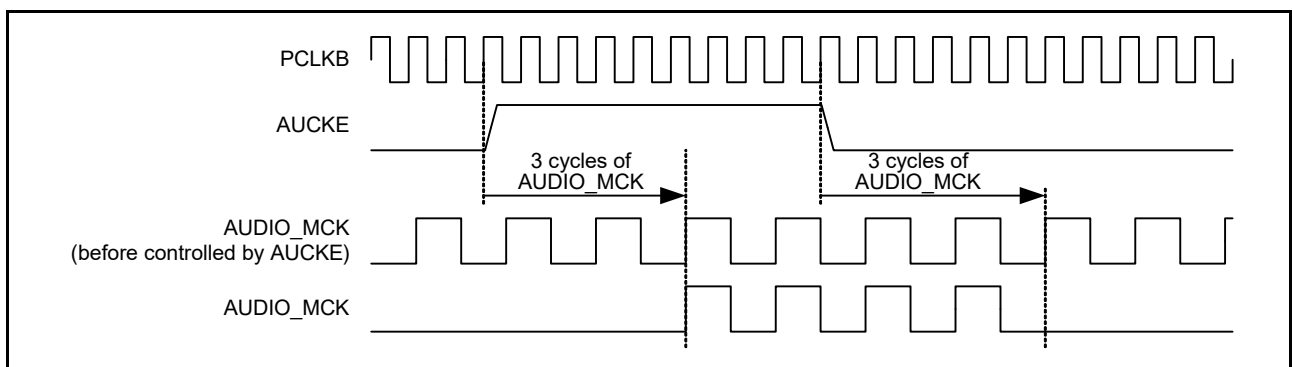 PCLKB
AUCKE
3 cycles of
AUDIO_MCK
3 cycles of
AUDIO_MCK
AUDIO_MCK
(before controlled by AUCKE)
AUDIO_MCK